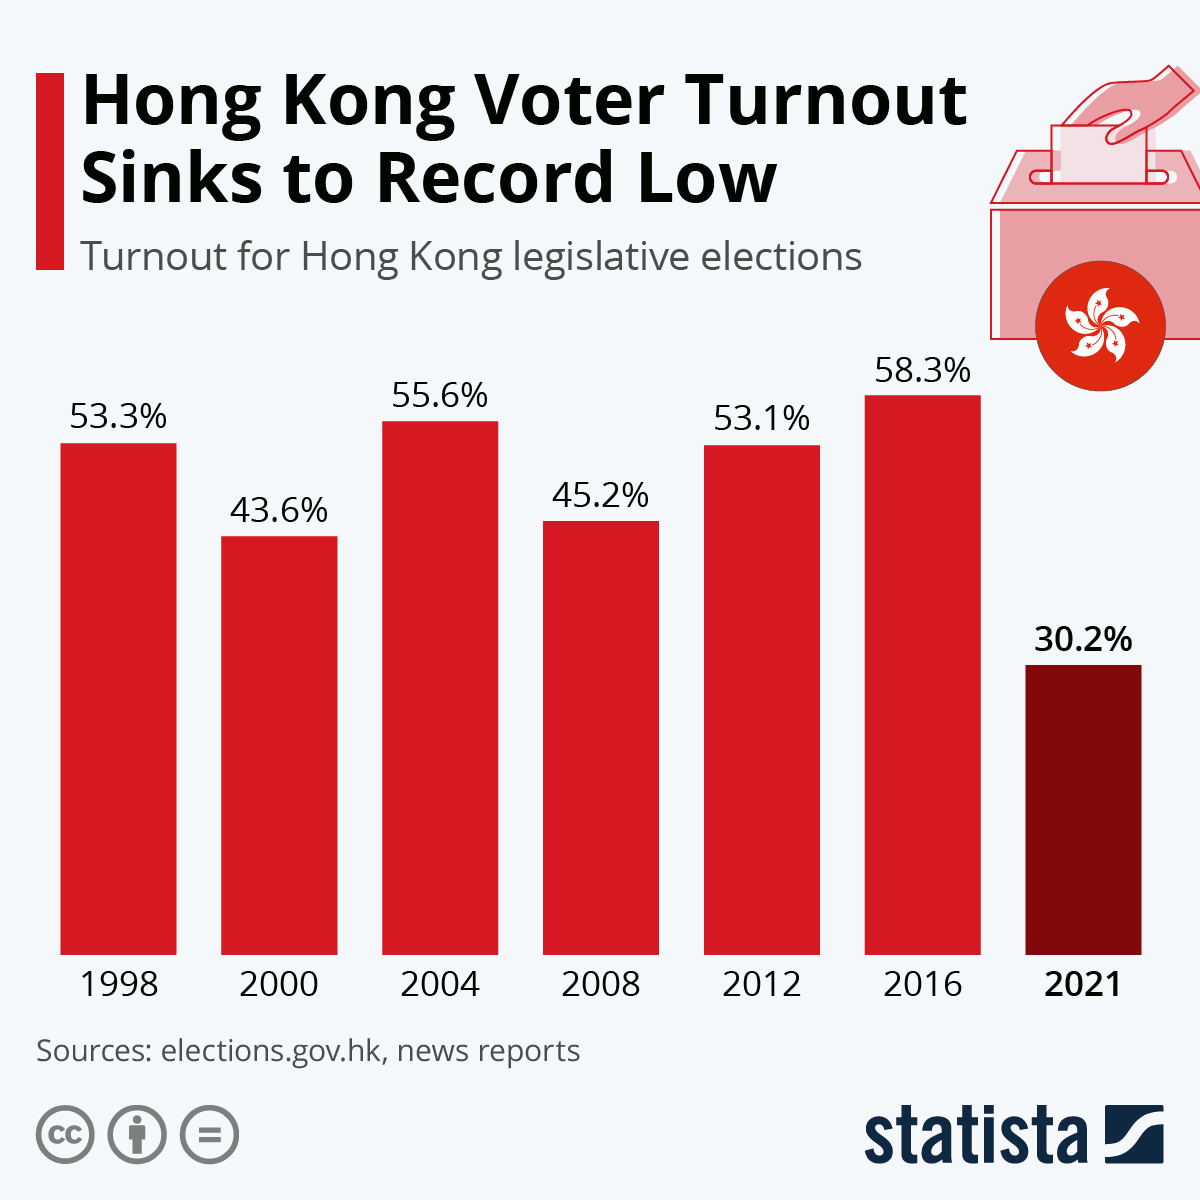 Hong Kong Voter Turnout
Sinks to Record Low
Turnout for Hong Kong legislative elections
53.3%
43.6%
55.6%
45.2%
53.1%
58.3%
30.2%
1998
2000
2004
2008
2012
2016
2021
Sources: elections.gov.hk, news reports
cc
statista